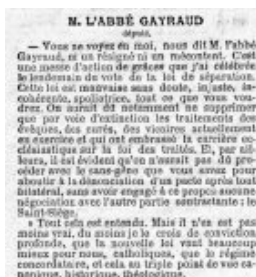 M. L'ABBÉ GAYRAUD
député.
— Vous ne voyez en moi, nous dit M. l'abbé
Gayraud, ni un résigné ni un mécontent. C'est
une messe d'action de grâces que j'ai célébrée
le lendemain du vote de la loi de séparation.
Cette loi est mauvaise sans doute, injuste, in-
cohérente, spoliatrice, tout ce que vous vou-
drez. On aurait dû notamment ne supprimer
que par voie d'extinction les traitements des
évêques, des curés, des vicaires actuellement
en exercice et qui ont embrassé la carrière ec-
clésiastique sur la foi des traités. Et, par ail-
leurs, il est évident qu'on n'aurait pas dû pro-
céder avec le sans-gêne que vous savez pour
aboutir à la dénonciation d'un pacte après tout
bilatéral, sans avoir engagé à ce propos aucune
négociation avec l'autre partie contractante : le
Saint-Siège.
» Tout cela est entendu. Mais il n'en est pas
moins vrai, du moins je le crois de conviction
profonde, que la nouvelle loi vaut beaucoup
mieux pour nous, catholiques, que le régime
concordataire, et cela au triple point de vue ca-
nonique, historique, théologique.